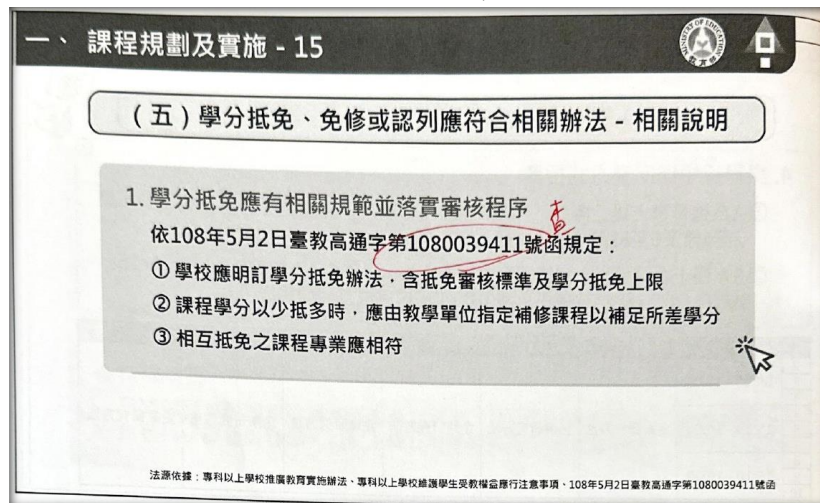 一、課程規劃及實施 - 15
MINISTRY OF EDUCATION
教育部
(五)學分抵免、免修或認列應符合相關辦法 - 相關說明
1. 學分抵免應有相關規範並落實審核程序
查
依108年5月2日臺教高通字第1080039411號函規定：
① 學校應明訂學分抵免辦法，含抵免審核標準及學分抵免上限
② 課程學分以少抵多時，應由教學單位指定補修課程以補足所差學分
③ 相互抵免之課程專業應相符
法源依據：專科以上學校推廣教育實施辦法、專科以上學校維護學生受教權益應行注意事項、108年5月2日臺教高通字第1080039411號函